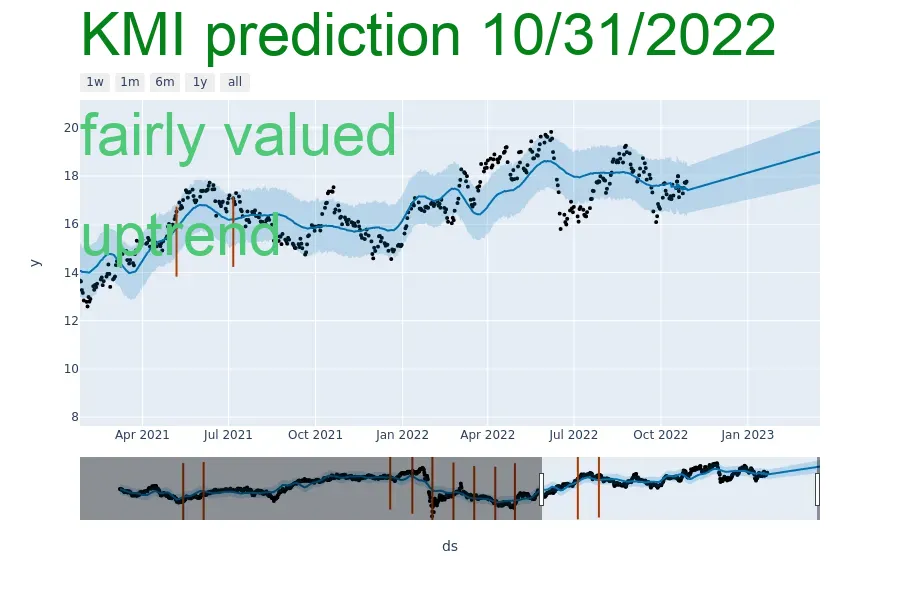 KMI prediction 10/31/2022
1w 1m 6m 1y all
fairly valued
uptrend
20
18
16
14
12
10
8
y
Apr 2021 Jul 2021 Oct 2021 Jan 2022 Apr 2022 Jul 2022 Oct 2022 Jan 2023
ds